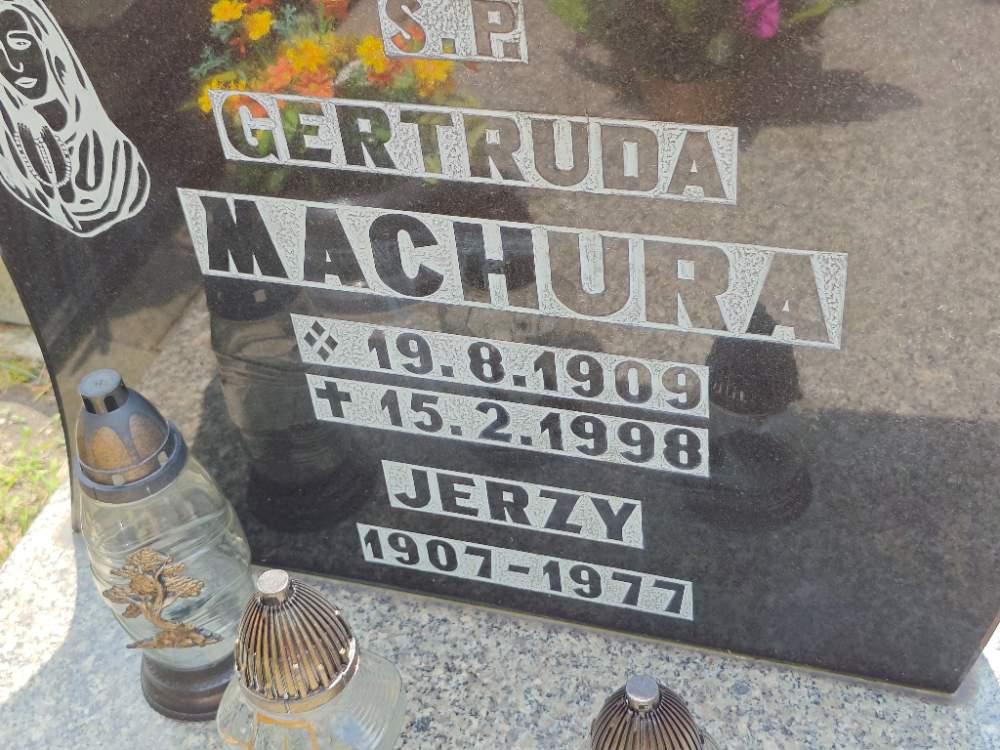 S.P.
GERTRUDA
MACHURA
19.8.1909
✝ 15.2.1998
JERZY
1907-1977